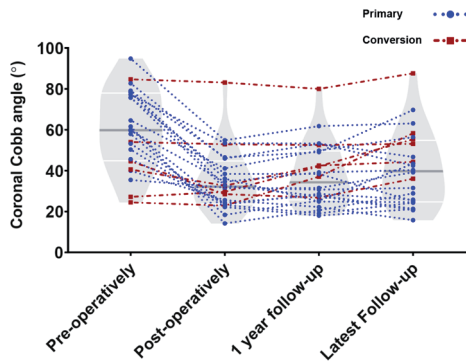 Primary
Conversion
Coronal Cobb angle (°)
100
80
60
40
20
0
Pre-operatively
Post-operatively
1 year follow-up
Latest Follow-up